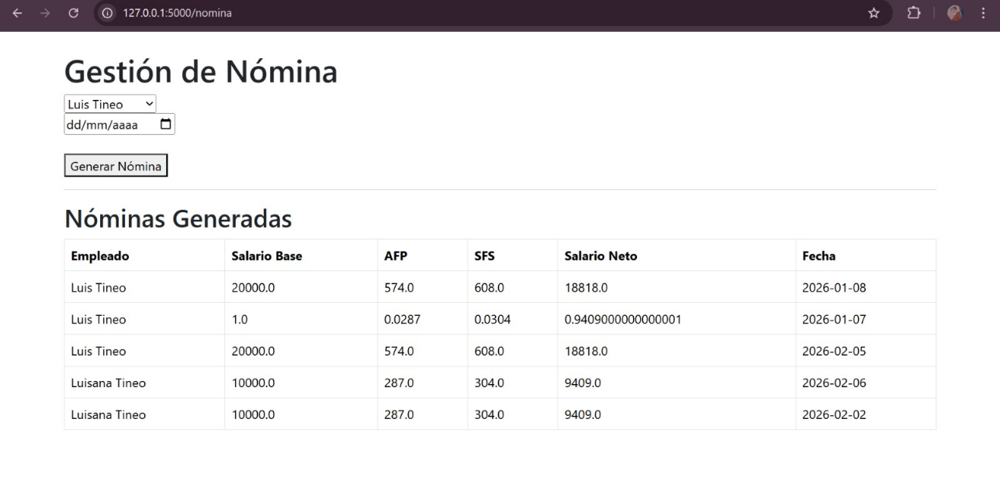 127.0.0.1:5000/nomina
Gestión de Nómina
Luis Tineo
dd/mm/aaaa
Generar Nómina
Nóminas Generadas
Empleado Salario Base AFP SFS Salario Neto Fecha
Luis Tineo 20000.0 574.0 608.0 18818.0 2026-01-08
Luis Tineo 1.0 0.0287 0.0304 0.9409000000000001 2026-01-07
Luis Tineo 20000.0 574.0 608.0 18818.0 2026-02-05
Luisana Tineo 10000.0 287.0 304.0 9409.0 2026-02-06
Luisana Tineo 10000.0 287.0 304.0 9409.0 2026-02-02